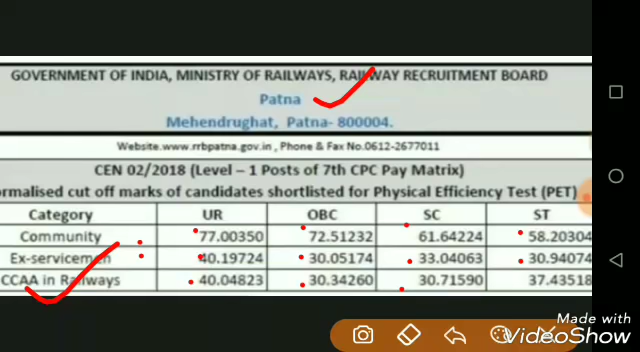 GOVERNMENT OF INDIA, MINISTRY OF RAILWAYS, RAILWAY RECRUITMENT BOARD
Patna
Mehendrughat, Patna- 800004.
Website.www.rrbpatna.gov.in , Phone & Fax No.0612-2677011
CEN 02/2018 (Level – 1 Posts of 7th CPC Pay Matrix)
ormalised cut off marks of candidates shortlisted for Physical Efficiency Test (PET)
Category UR OBC SC ST
Community 77.00350 72.51232 61.64224 58.20304
Ex-servicemen 40.19724 30.05174 33.04063 30.94074
CCAA in Railways 40.04823 30.34260 30.71590 37.43518
Made with
VideoShow